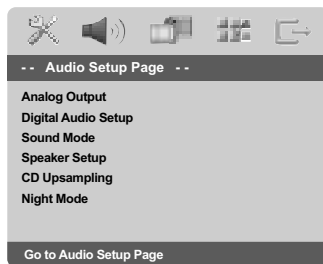 - - Audio Setup Page - -
Analog Output
Digital Audio Setup
Sound Mode
Speaker Setup
CD Upsampling
Night Mode
Go to Audio Setup Page